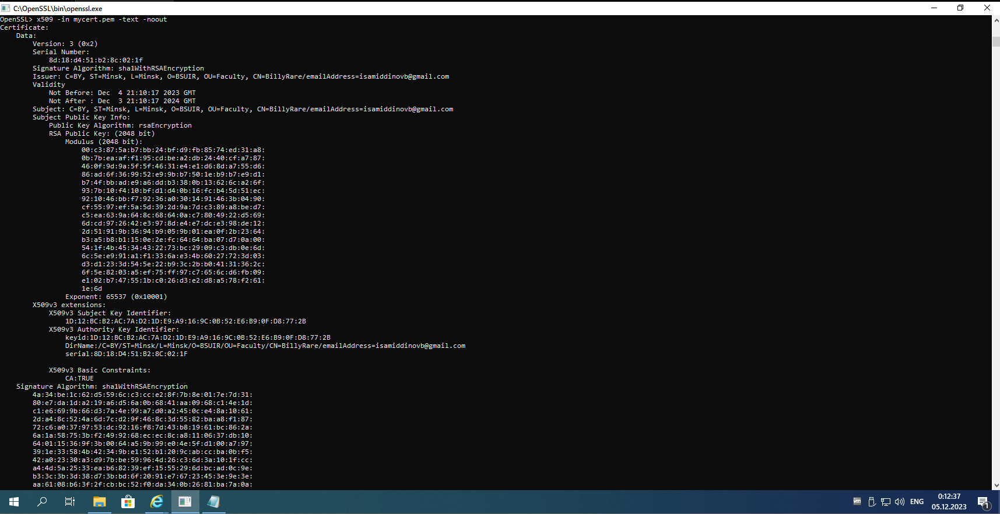 C:\OpenSSL\bin\openssl.exe
OpenSSL> x509 -in mycert.pem -text -noout
Certificate:
Data:
Version: 3 (0x2)
Serial Number:
8d:18:d4:51:b2:8c:02:1f
Signature Algorithm: sha1WithRSAEncryption
Issuer: C=BY, ST=Minsk, L=Minsk, O=BSUIR, OU=Faculty, CN=BillyRare/emailAddress=isamiddinovb@gmail.com
Validity
Not Before: Dec  4 21:10:17 2023 GMT
Not After : Dec  3 21:10:17 2024 GMT
Subject: C=BY, ST=Minsk, L=Minsk, O=BSUIR, OU=Faculty, CN=BillyRare/emailAddress=isamiddinovb@gmail.com
Subject Public Key Info:
Public Key Algorithm: rsaEncryption
RSA Public Key: (2048 bit)
Modulus (2048 bit):
00:c3:87:5a:b7:bb:24:bf:d9:fb:85:74:ed:31:a8:
0b:7b:ea:af:f1:95:cd:be:a2:db:24:40:cf:a7:87:
46:0f:9d:9a:5f:5f:46:31:e4:e1:d6:8d:a7:55:d6:
86:ad:6f:36:99:52:e9:9b:b7:50:1e:b9:b7:e9:d1:
b7:4f:bb:ad:e9:a6:dd:b3:38:0b:13:62:6c:a2:6f:
93:7b:10:f4:10:bf:d1:d4:0b:16:fc:b4:5d:51:ec:
92:10:46:bb:f7:92:36:a0:30:14:91:46:3b:04:90:
cf:55:97:ef:5a:5d:39:2d:9a:7d:c3:89:a8:be:d7:
c5:ea:63:9a:64:8c:68:64:0a:c7:80:49:22:d5:69:
6d:cd:97:26:42:e3:97:8d:e4:e7:dc:e3:98:de:12:
2d:51:91:9b:36:94:b9:05:9b:01:ea:0f:2b:23:64:
b3:a5:b8:b1:15:0e:2e:fc:64:64:ba:07:d7:0a:00:
54:1f:4b:45:34:43:22:73:bc:29:09:c3:db:0e:6d:
6c:5e:e9:91:a1:f1:33:6a:e3:4b:60:27:72:3d:03:
d3:d1:23:3d:54:5e:22:b9:3c:2b:b0:41:31:36:2c:
6f:5e:82:03:a5:ef:75:ff:97:c7:65:6c:d6:fb:09:
e1:02:b7:47:55:1b:c0:26:d3:e2:d8:a5:78:f2:61:
1e:6d
Exponent: 65537 (0x10001)
X509v3 extensions:
X509v3 Subject Key Identifier:
1D:12:BC:B2:AC:7A:D2:1D:E9:A9:16:9C:0B:52:E6:B9:0F:D8:77:2B
X509v3 Authority Key Identifier:
keyid:1D:12:BC:B2:AC:7A:D2:1D:E9:A9:16:9C:0B:52:E6:B9:0F:D8:77:2B
DirName:/C=BY/ST=Minsk/L=Minsk/O=BSUIR/OU=Faculty/CN=BillyRare/emailAddress=isamiddinovb@gmail.com
serial:8D:18:D4:51:B2:8C:02:1F
X509v3 Basic Constraints:
CA:TRUE
Signature Algorithm: sha1WithRSAEncryption
4a:34:be:1c:62:d5:59:6c:c3:cc:e2:8f:7b:8e:01:7e:7d:31:
80:e7:da:1d:a2:19:a6:d5:6a:0b:68:41:aa:09:68:c1:4e:1d:
c1:e6:69:9b:66:d3:7a:4e:99:a7:d0:a2:45:0c:e4:8a:10:61:
2d:a4:8c:52:4a:6d:7c:d2:9f:46:8c:3d:55:82:ba:a8:f1:87:
72:c6:a0:37:97:53:dc:92:16:f8:7d:43:b8:19:61:bc:86:2a:
6a:1a:58:75:3b:f2:49:92:68:ec:ec:8c:a8:11:06:37:db:10:
64:01:15:36:9f:3b:00:64:a5:9b:99:e0:4e:5f:d1:00:a7:97:
39:1e:33:58:4b:42:34:9b:e1:52:b1:20:9c:ab:cc:ba:0b:f5:
42:a0:23:30:a3:d9:7b:be:59:96:4d:26:c3:6d:3a:10:1f:cc:
a4:4d:5a:25:33:ea:b6:82:39:ef:15:55:29:6d:bc:ad:0c:9e:
b3:3c:3b:3d:38:d7:3b:bd:6f:20:91:e7:67:23:45:3e:9e:3e:
aa:61:08:b6:3f:2f:cb:bc:52:f0:da:34:0b:26:81:ba:7a:0a:
vm
ENG
0:12:37
05.12.2023
1